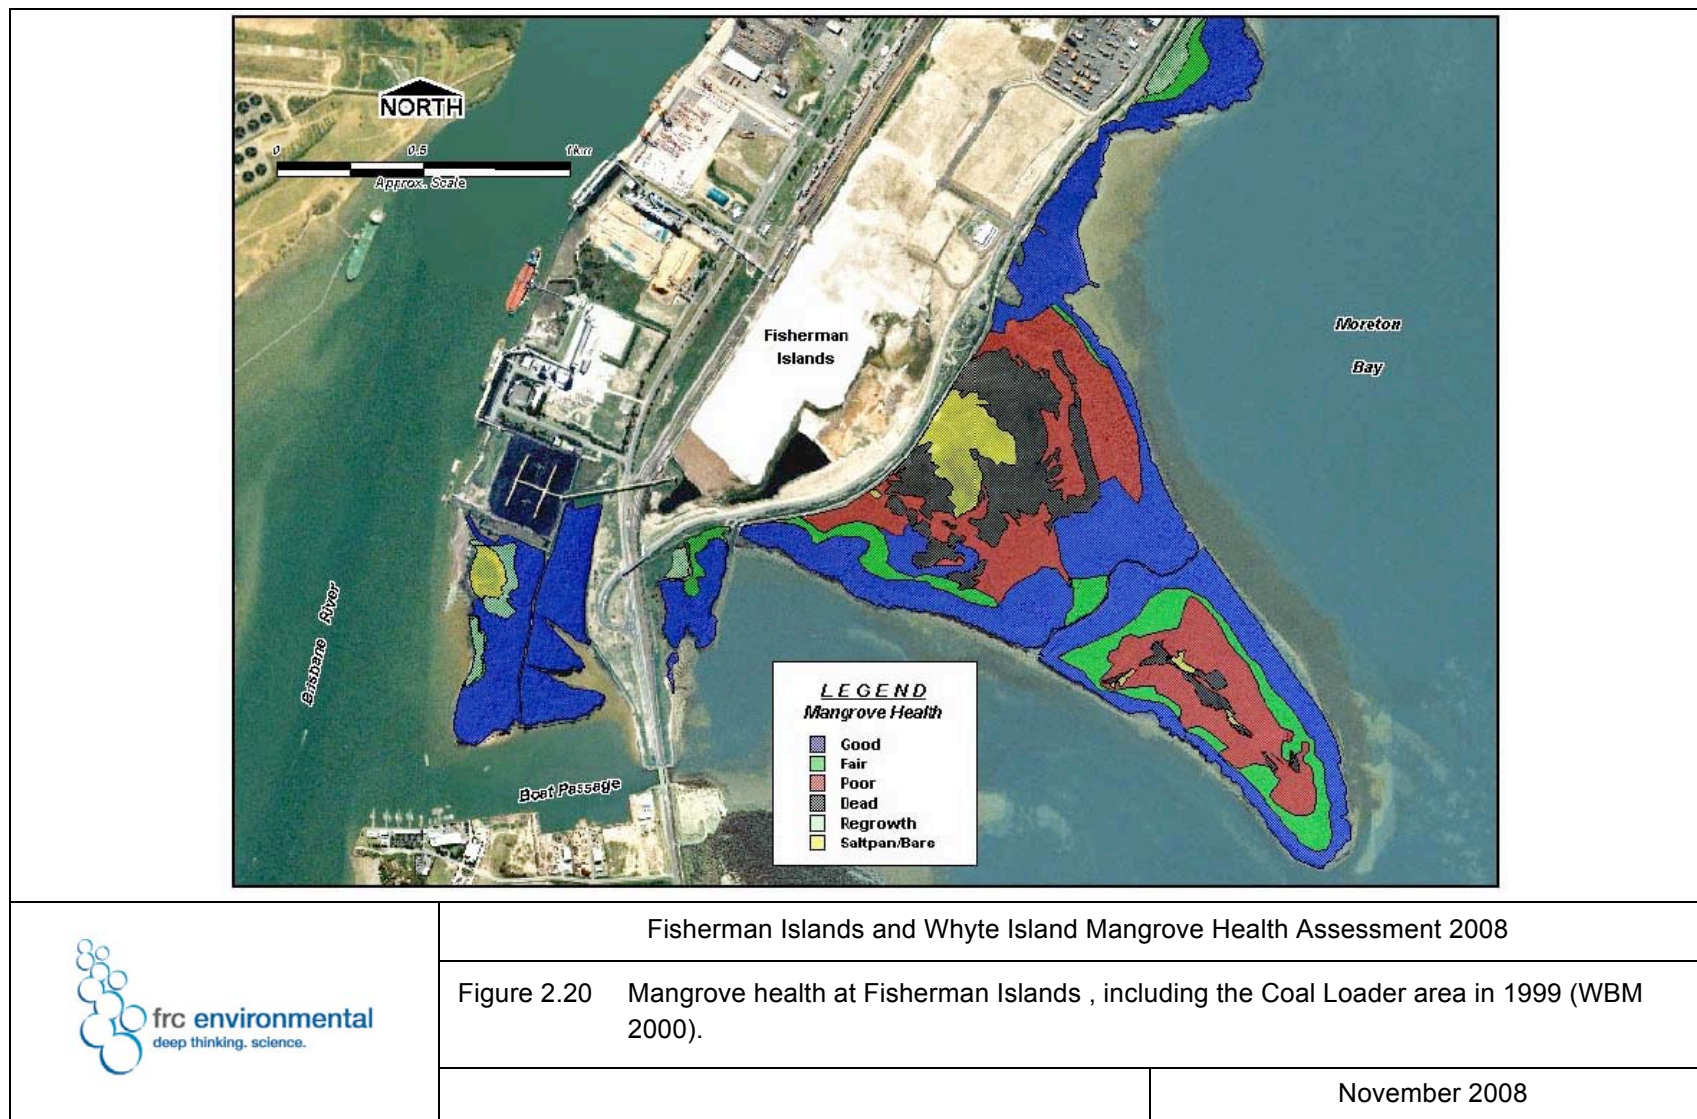 NORTH
0 0.5 1km
Approx. Scale
Fisherman
Islands
Moreton
Bay
Brisbane River
Boat Passage
LEGEND
Mangrove Health
Good
Fair
Poor
Dead
Regrowth
Saltpan/Bare
frc environmental
deep thinking. science.
Fisherman Islands and Whyte Island Mangrove Health Assessment 2008
Figure 2.20 Mangrove health at Fisherman Islands , including the Coal Loader area in 1999 (WBM
2000).
November 2008